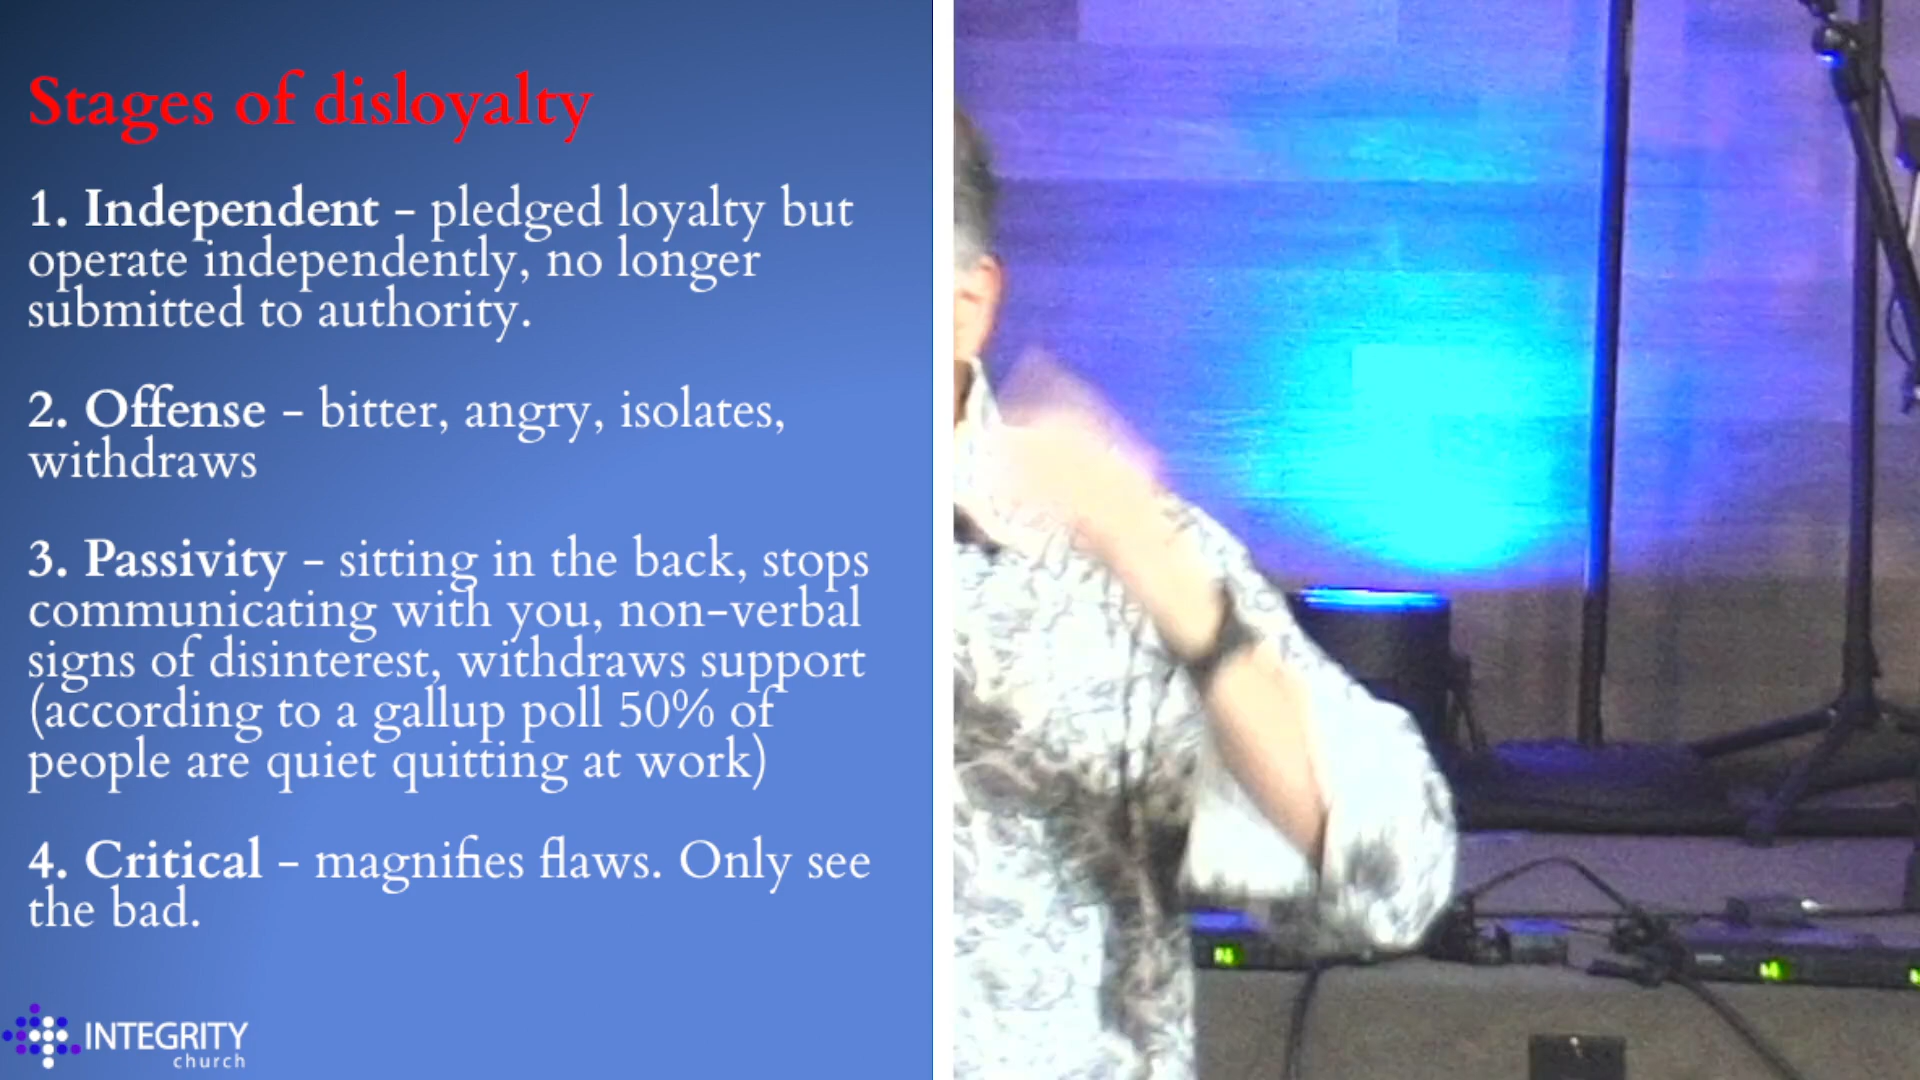 Stages of disloyalty
1. Independent - pledged loyalty but
operate independently, no longer
submitted to authority.
2. Offense - bitter, angry, isolates,
withdraws
3. Passivity - sitting in the back, stops
communicating with you, non-verbal
signs of disinterest, withdraws support
(according to a gallup poll 50% of
people are quiet quitting at work)
4. Critical - magnifies flaws. Only see
the bad.
INTEGRITY
church